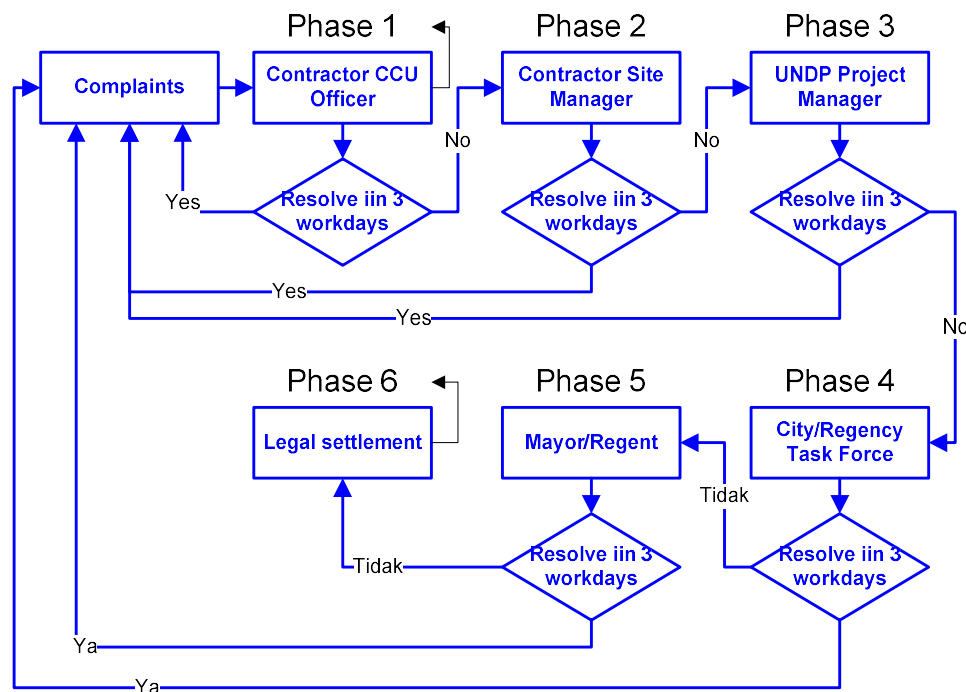 Phase 1
Phase 2
Phase 3
Complaints
Contractor CCU
Officer
Contractor Site
Manager
UNDP Project
Manager
No
No
Yes
Resolve iin 3
workdays
Resolve iin 3
workdays
Resolve iin 3
workdays
Yes
Yes
No
Phase 6
Phase 5
Phase 4
Legal settlement
Mayor/Regent
City/Regency
Task Force
Tidak
Tidak
Resolve iin 3
workdays
Resolve iin 3
workdays
Ya
Ya